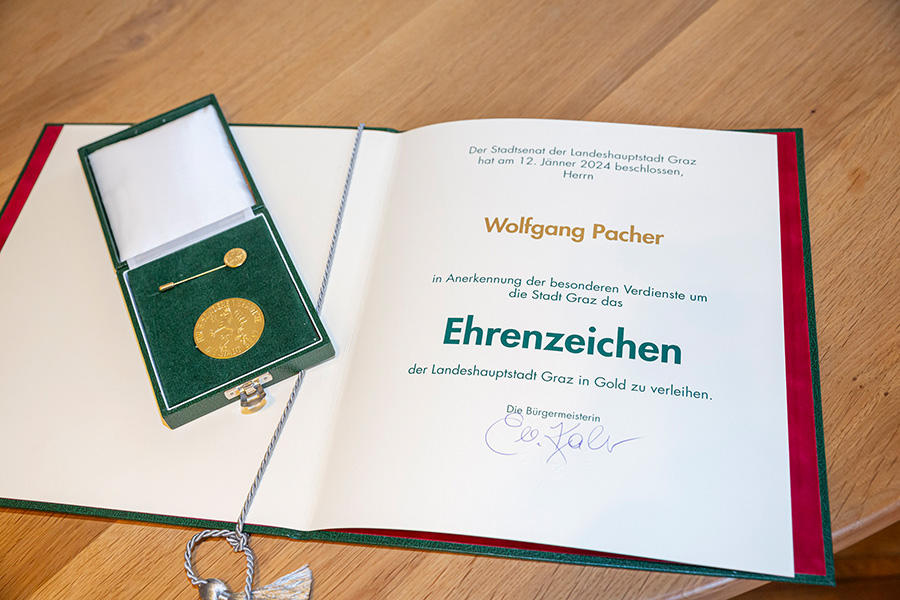 Der Stadtsenat der Landeshauptstadt Graz
hat am 12. Jänner 2024 beschlossen,
Herrn
Wolfgang Pacher
in Anerkennung der besonderen Verdienste um
die Stadt Graz das
Ehrenzeichen
der Landeshauptstadt Graz in Gold zu verleihen.
Die Bürgermeisterin